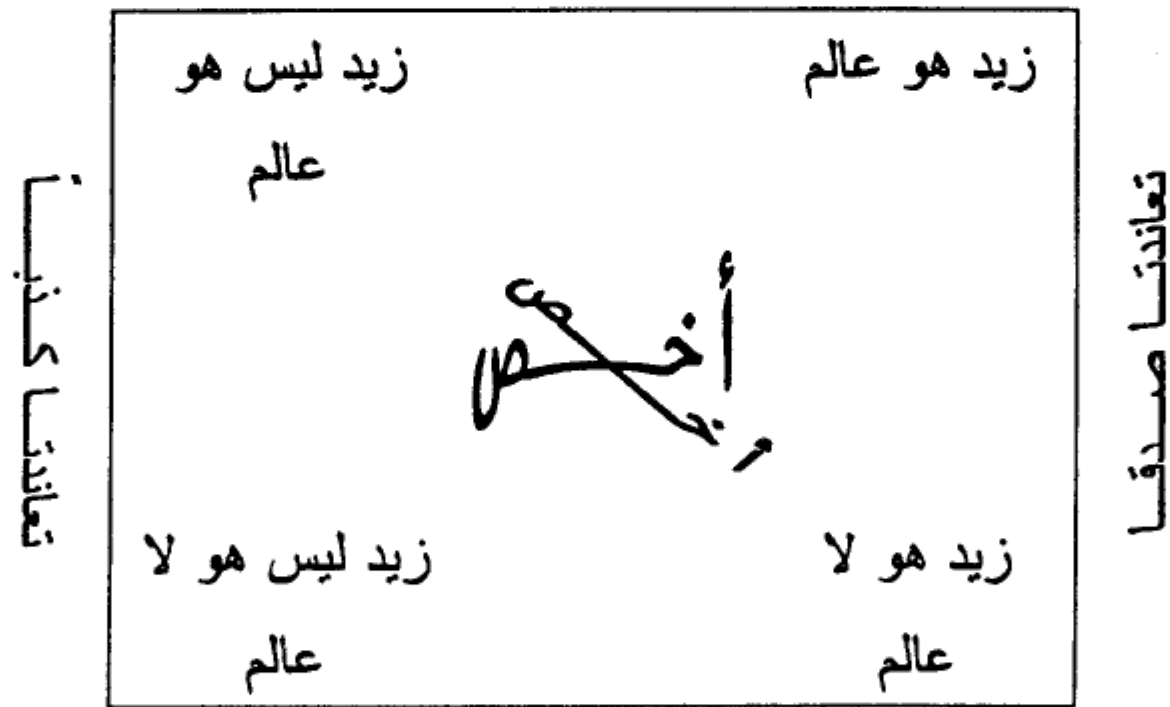 زيد هو عالم
زيد ليس هو
عالم
تعاندتا صدقا
أخص
أخص
تعاندتا كذباً
زيد هو لا
عالم
زيد ليس هو لا
عالم